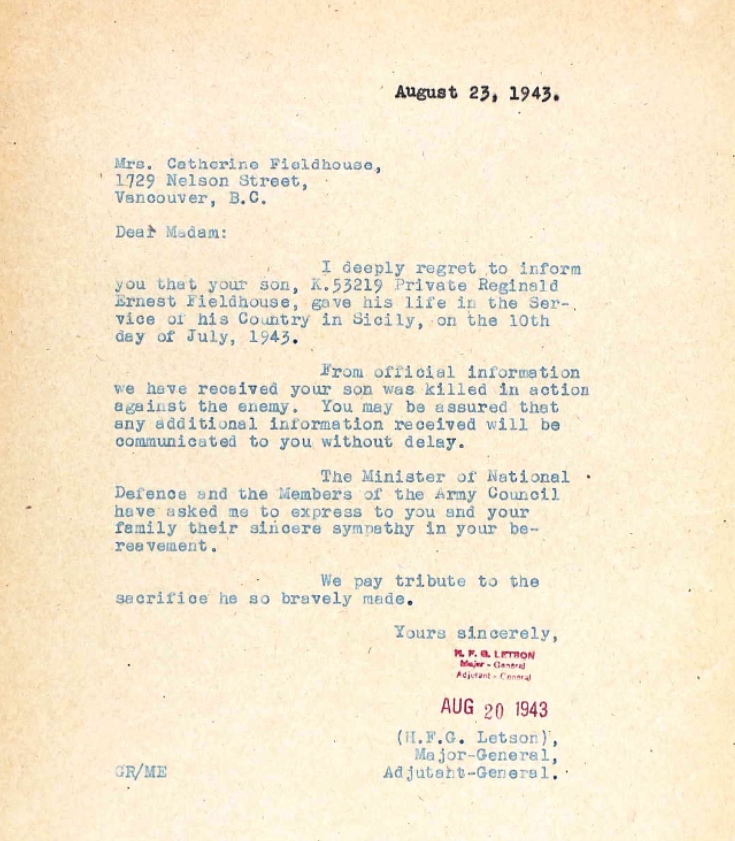 August 23, 1943.
Mrs. Catherine Fieldhouse,
1729 Nelson Street,
Vancouver, B.C.
Dear Madam:
I deeply regret to inform
you that your son, K.53219 Private Reginald
Ernest Fieldhouse, gave his life in the Ser-
vice of his Country in Sicily, on the 10th
day of July, 1943.
From official information
we have received your son was killed in action
against the enemy. You may be assured that
any additional information received will be
communicated to you without delay.
The Minister of National
Defence and the Members of the Army Council
have asked me to express to you and your
family their sincere sympathy in your be-
reavement.
We pay tribute to the
sacrifice he so bravely made.
Yours sincerely,
H. F. G. LETSON
Major - General
Adjutant - General
AUG 20 1943
(H.F.G. Letson),
Major-General,
GR/ME Adjutant-General.